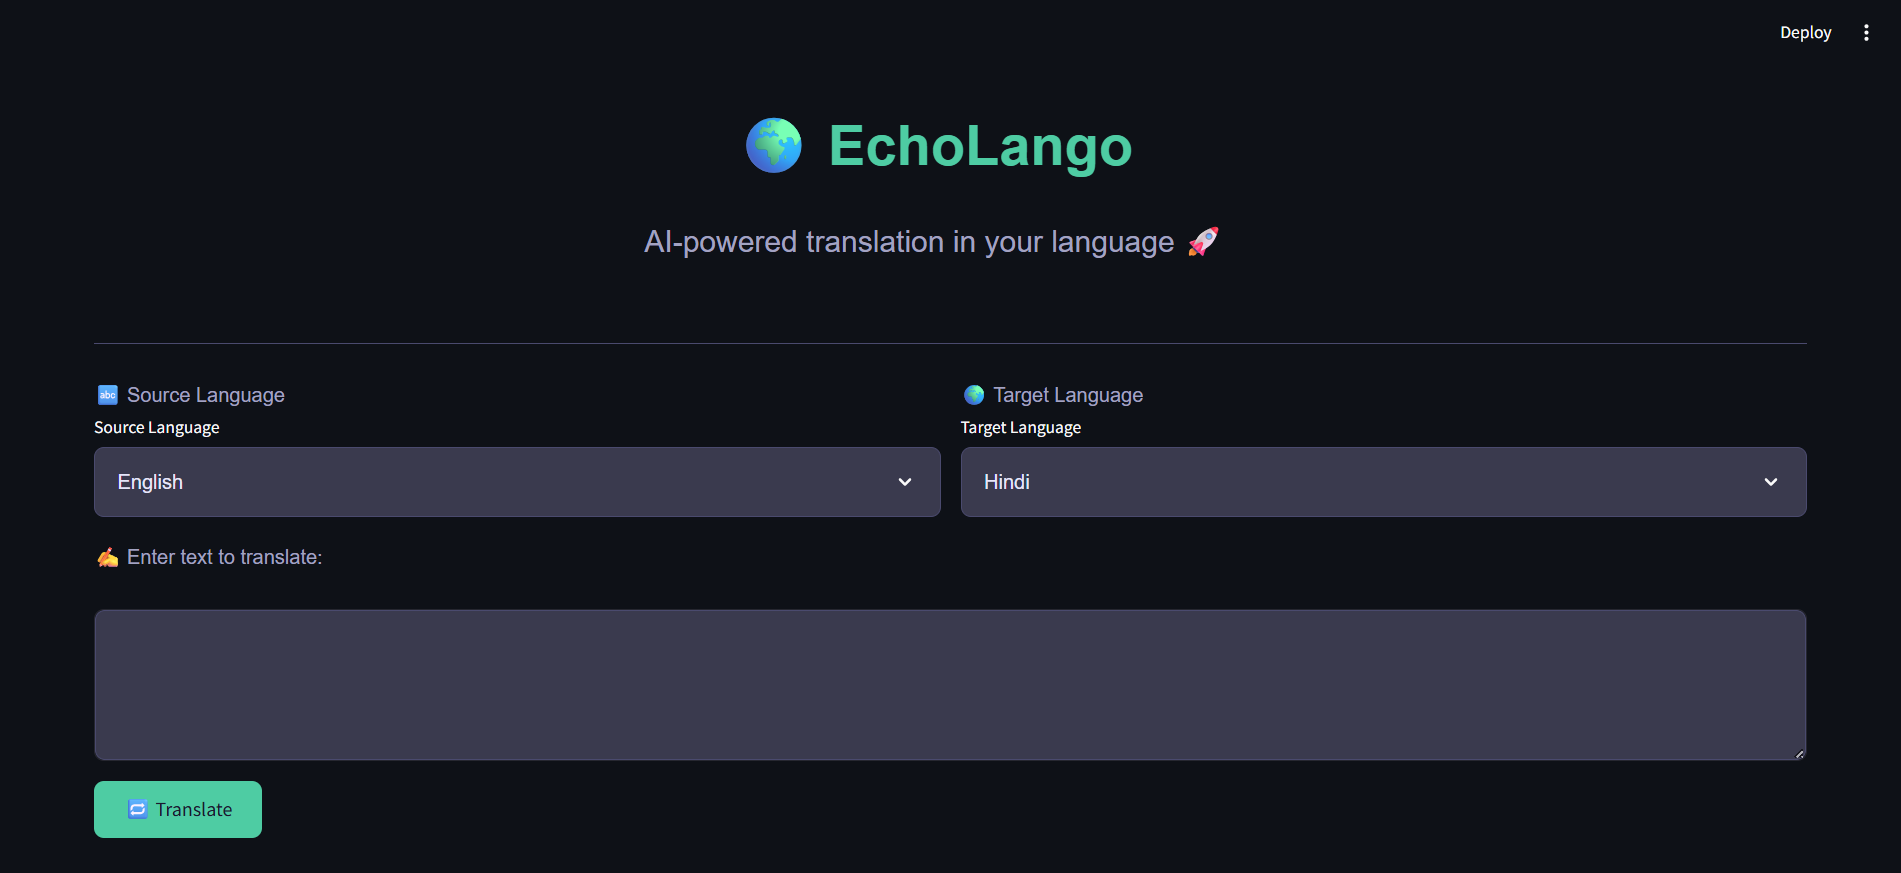 Deploy
🌍 EchoLango
AI-powered translation in your language 🚀
🔤 Source Language
Source Language
English
🌍 Target Language
Target Language
Hindi
✍️ Enter text to translate:
🔁 Translate